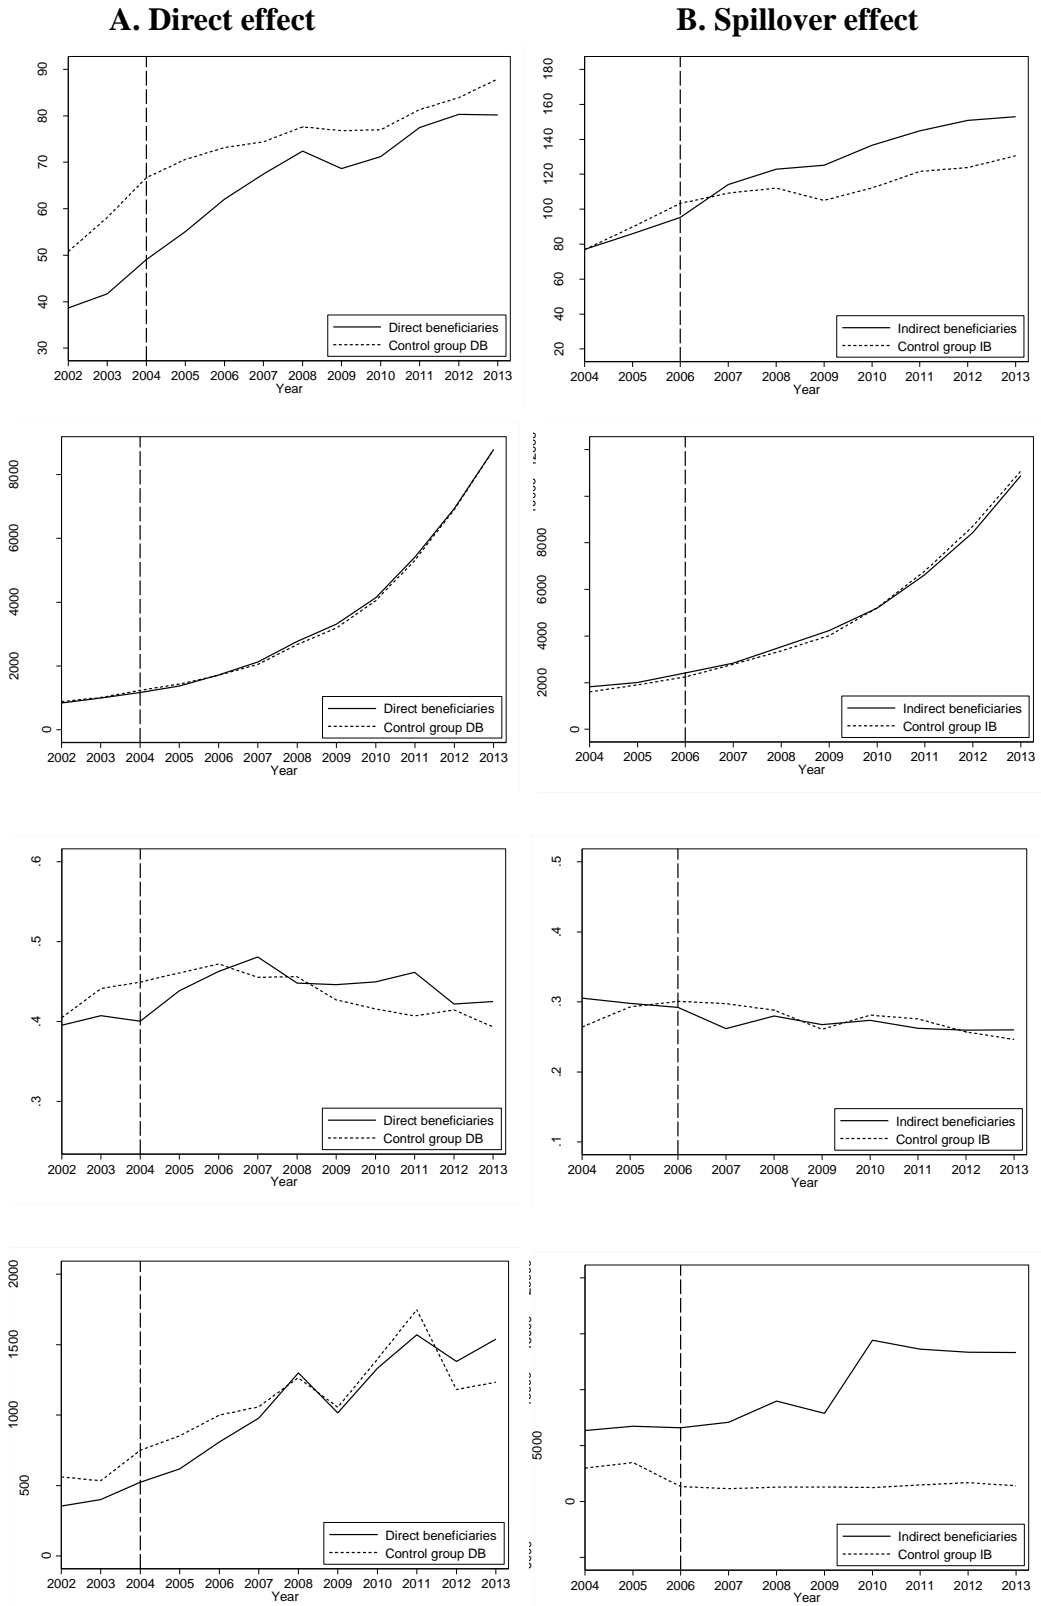 A. Direct effect
B. Spillover effect
90
80
70
60
50
40
30
Direct beneficiaries
Control group DB
2002 2003 2004 2005 2006 2007 2008 2009 2010 2011 2012 2013
Year
180
160
140
120
100
80
60
40
20
Indirect beneficiaries
Control group IB
2004 2005 2006 2007 2008 2009 2010 2011 2012 2013
Year
8000
6000
4000
2000
0
Direct beneficiaries
Control group DB
2002 2003 2004 2005 2006 2007 2008 2009 2010 2011 2012 2013
Year
8000
6000
4000
2000
0
Indirect beneficiaries
Control group IB
2004 2005 2006 2007 2008 2009 2010 2011 2012 2013
Year
.6
.5
.4
.3
Direct beneficiaries
Control group DB
2002 2003 2004 2005 2006 2007 2008 2009 2010 2011 2012 2013
Year
.5
.4
.3
.2
.1
Indirect beneficiaries
Control group IB
2004 2005 2006 2007 2008 2009 2010 2011 2012 2013
Year
2000
1500
1000
500
0
Direct beneficiaries
Control group DB
2002 2003 2004 2005 2006 2007 2008 2009 2010 2011 2012 2013
Year
5000
0
Indirect beneficiaries
Control group IB
2004 2005 2006 2007 2008 2009 2010 2011 2012 2013
Year